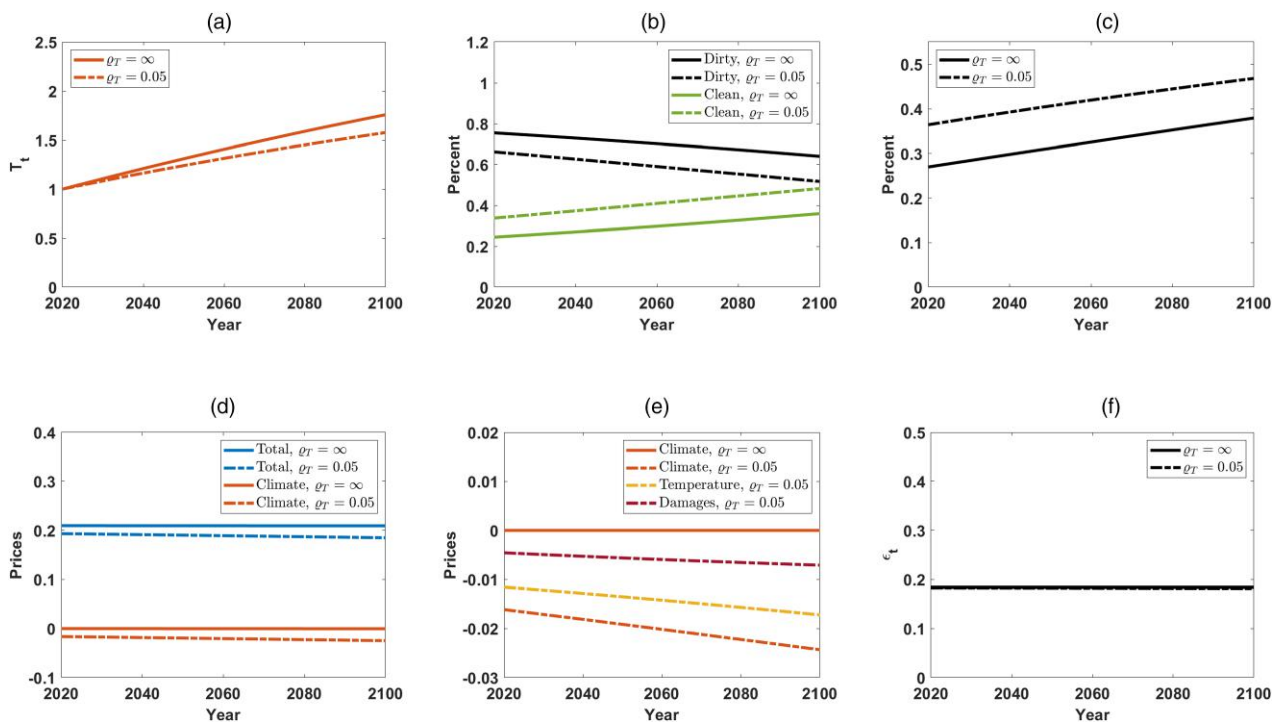 (a)
2.5
2
1.5
1
0.5
0
T_t
ϱ_T = ∞
ϱ_T = 0.05
2020 2040 2060 2080 2100
Year
(b)
1.2
1
0.8
0.6
0.4
0.2
0
Percent
Dirty, ϱ_T = ∞
Dirty, ϱ_T = 0.05
Clean, ϱ_T = ∞
Clean, ϱ_T = 0.05
2020 2040 2060 2080 2100
Year
(c)
0.5
0.4
0.3
0.2
0.1
0
Percent
ϱ_T = ∞
ϱ_T = 0.05
2020 2040 2060 2080 2100
Year
(d)
0.4
0.3
0.2
0.1
0
-0.1
Prices
Total, ϱ_T = ∞
Total, ϱ_T = 0.05
Climate, ϱ_T = ∞
Climate, ϱ_T = 0.05
2020 2040 2060 2080 2100
Year
(e)
0.02
0.01
0
-0.01
-0.02
-0.03
Prices
Climate, ϱ_T = ∞
Climate, ϱ_T = 0.05
Temperature, ϱ_T = 0.05
Damages, ϱ_T = 0.05
2020 2040 2060 2080 2100
Year
(f)
0.5
0.4
0.3
0.2
0.1
0
ϵ_t
ϱ_T = ∞
ϱ_T = 0.05
2020 2040 2060 2080 2100
Year